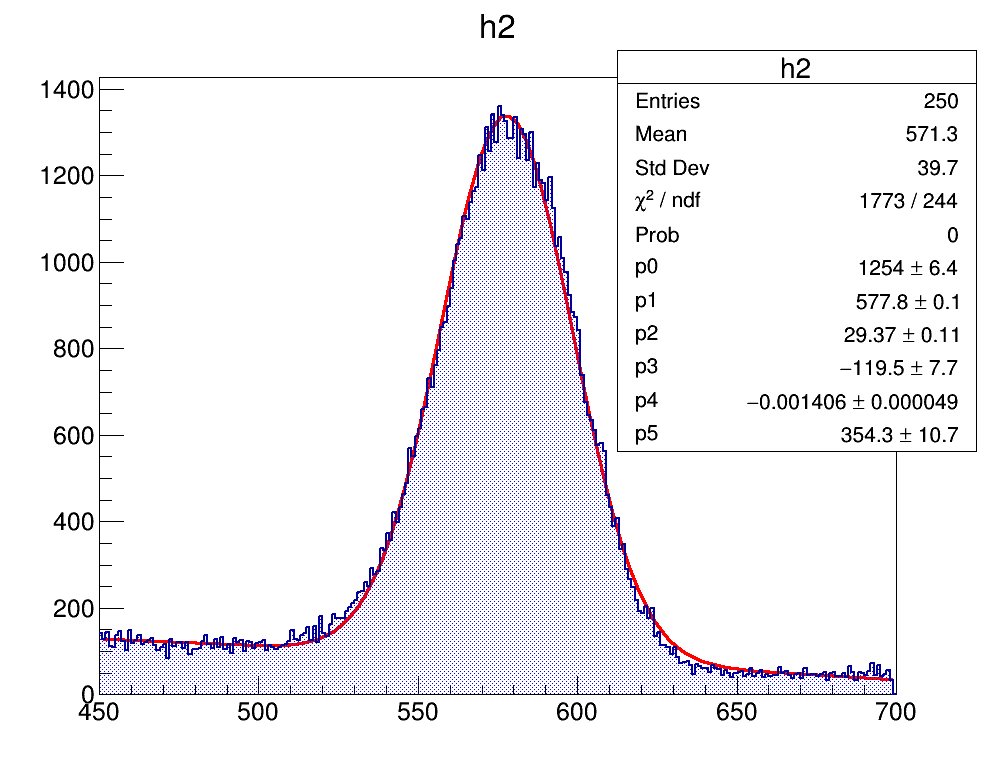 h2
h2
Entries 250
Mean 571.3
Std Dev 39.7
χ² / ndf 1773 / 244
Prob 0
p0 1254 ± 6.4
p1 577.8 ± 0.1
p2 29.37 ± 0.11
p3 −119.5 ± 7.7
p4 −0.001406 ± 0.000049
p5 354.3 ± 10.7
1400
1200
1000
800
600
400
200
0
450 500 550 600 650 700